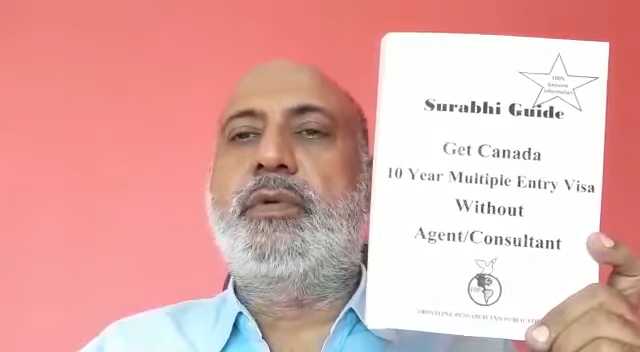 100%
Genuine
Information
Surabhi Guide
Get Canada
10 Year Multiple Entry Visa
Without
Agent/Consultant